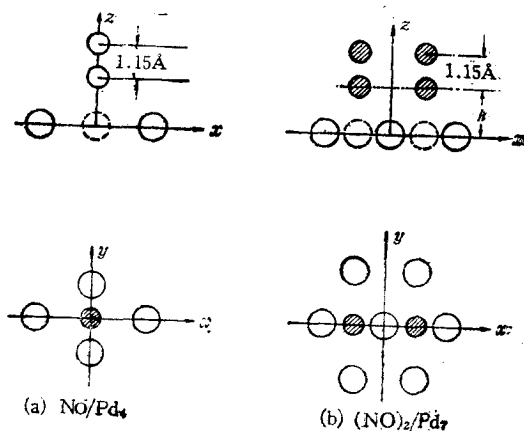 z
1.15Å
x
z
1.15Å
h
x
y
x
y
x
(a) NO/Pd₄
(b) (NO)₂/Pd₇